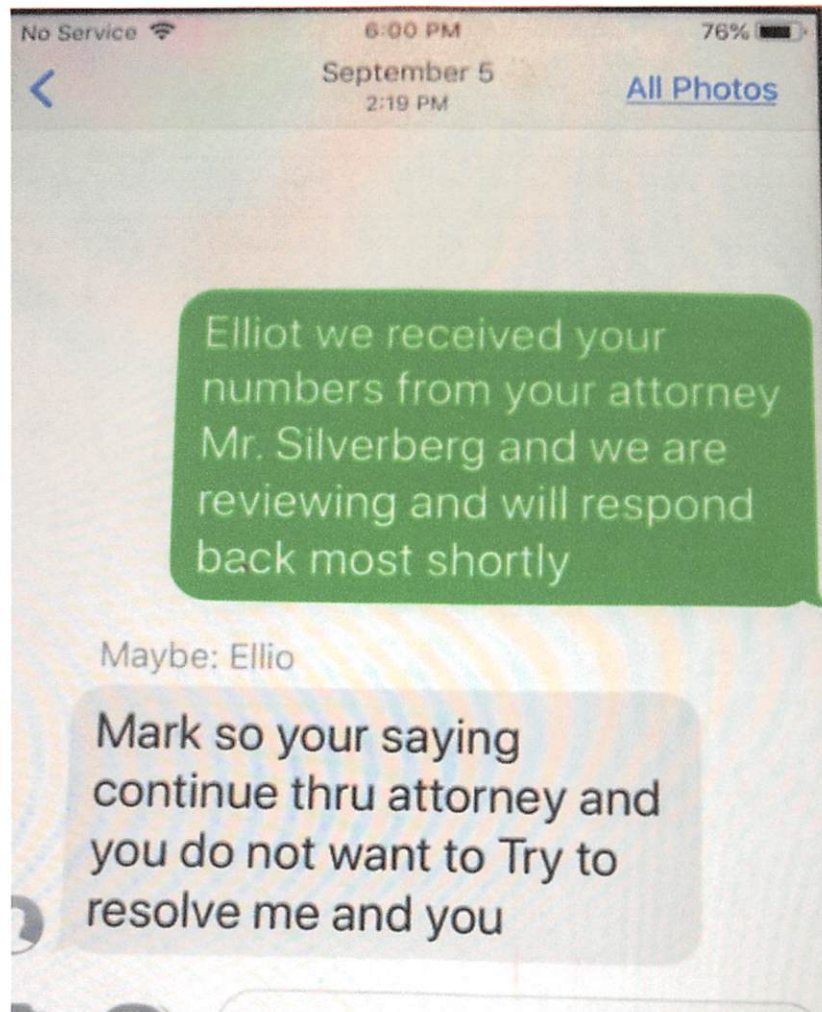 No Service 6:00 PM 76%
September 5 All Photos
2:19 PM
Elliot we received your
numbers from your attorney
Mr. Silverberg and we are
reviewing and will respond
back most shortly
Maybe: Ellio
Mark so your saying
continue thru attorney and
you do not want to Try to
resolve me and you